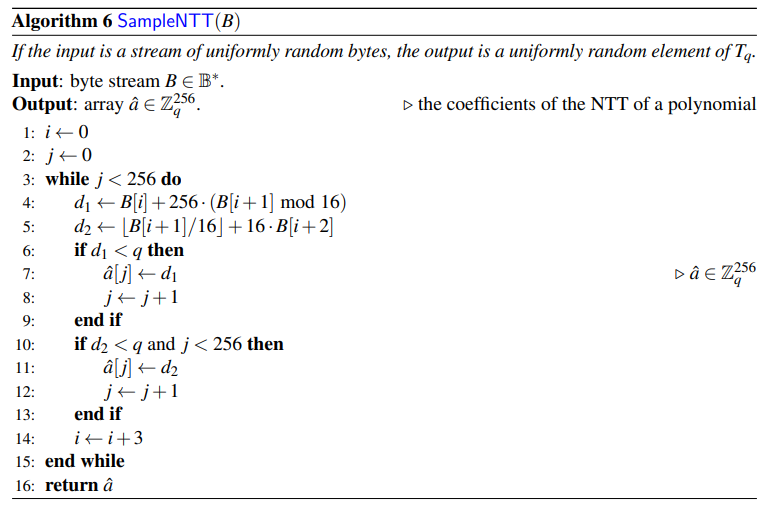 Algorithm 6 SampleNTT(B)
If the input is a stream of uniformly random bytes, the output is a uniformly random element of T_q.
Input: byte stream B ∈ 𝔹*.
Output: array â ∈ ℤ_q^256. ▷ the coefficients of the NTT of a polynomial
1: i ← 0
2: j ← 0
3: while j < 256 do
4: d₁ ← B[i] + 256 · (B[i+1] mod 16)
5: d₂ ← ⌊B[i+1]/16⌋ + 16 · B[i+2]
6: if d₁ < q then
7: â[j] ← d₁ ▷ â ∈ ℤ_q^256
8: j ← j+1
9: end if
10: if d₂ < q and j < 256 then
11: â[j] ← d₂
12: j ← j+1
13: end if
14: i ← i+3
15: end while
16: return â